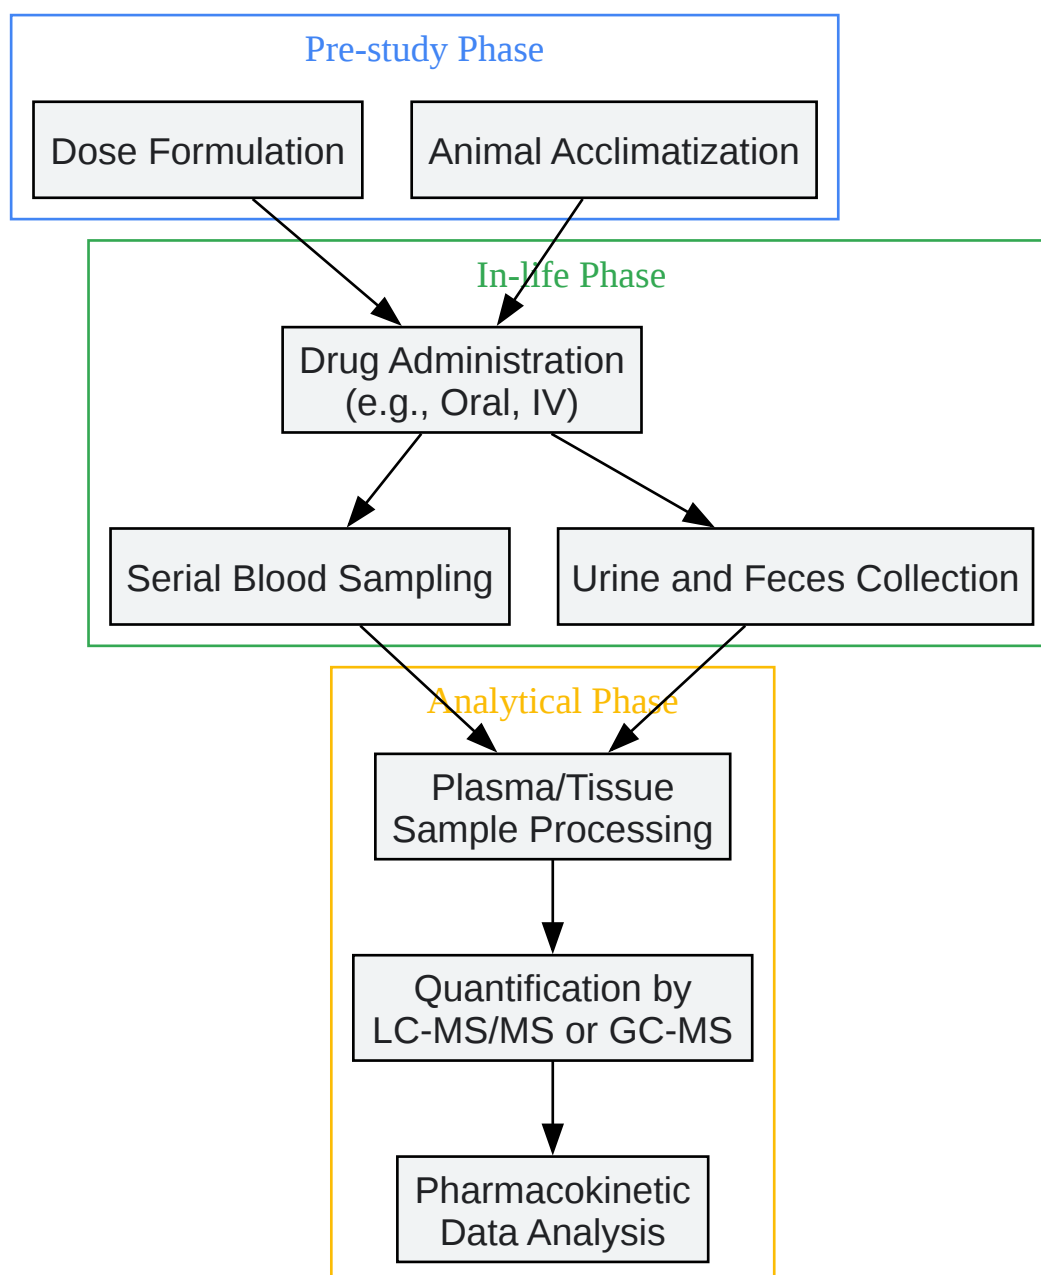 Pre-study Phase
Dose Formulation
Animal Acclimatization
In-life Phase
Drug Administration
(e.g., Oral, IV)
Serial Blood Sampling
Urine and Feces Collection
Analytical Phase
Plasma/Tissue
Sample Processing
Quantification by
LC-MS/MS or GC-MS
Pharmacokinetic
Data Analysis